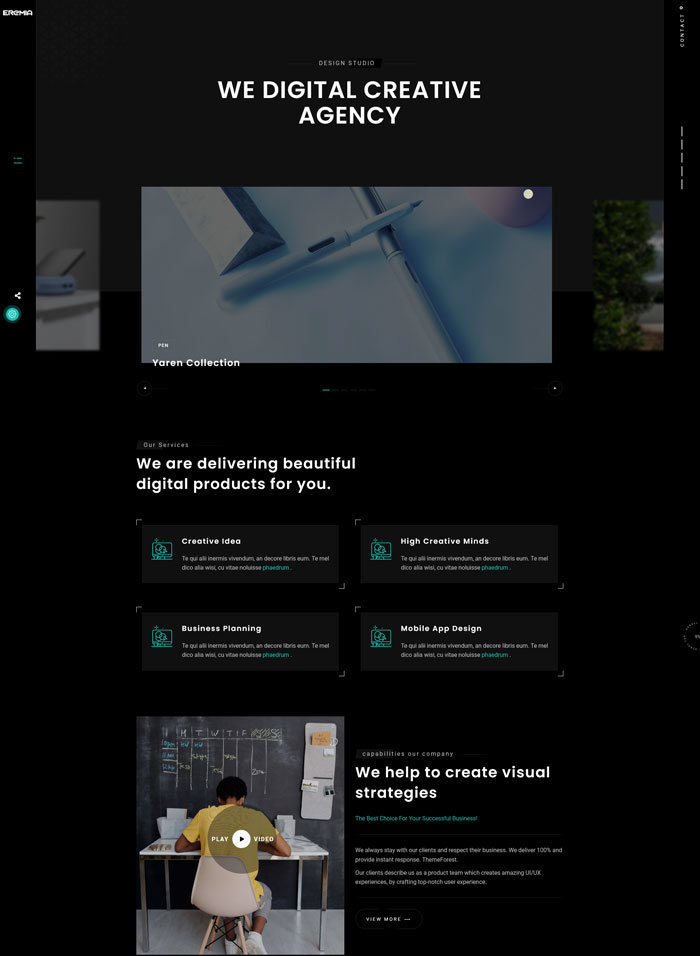 EREMIA
CONTACT
DESIGN STUDIO
WE DIGITAL CREATIVE
AGENCY
PEN
Yaren Collection
Our Services
We are delivering beautiful
digital products for you.
Creative Idea
Te qui alii inermis vivendum, an decore libris eum. Te mel
dico alia wisi, cu vitae noluisse phaedrum .
High Creative Minds
Te qui alii inermis vivendum, an decore libris eum. Te mel
dico alia wisi, cu vitae noluisse phaedrum .
Business Planning
Te qui alii inermis vivendum, an decore libris eum. Te mel
dico alia wisi, cu vitae noluisse phaedrum .
Mobile App Design
Te qui alii inermis vivendum, an decore libris eum. Te mel
dico alia wisi, cu vitae noluisse phaedrum .
M T W T F
PLAY VIDEO
capabilities our company
We help to create visual
strategies
The Best Choice For Your Successful Business!
We always stay with our clients and respect their business. We deliver 100% and
provide instant response. ThemeForest.
Our clients describe us as a product team which creates amazing UI/UX
experiences, by crafting top-notch user experience.
VIEW MORE